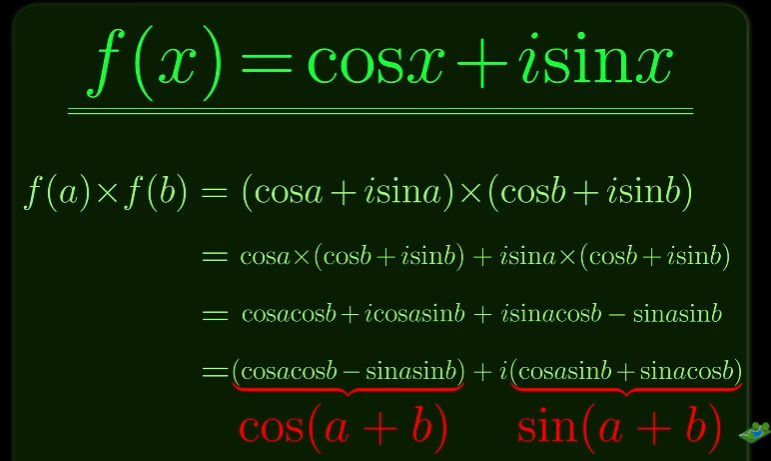 f(x) = cosx + isinx
f(a)×f(b) = (cosa + isina)×(cosb + isinb)
= cosa×(cosb + isinb) + isina×(cosb + isinb)
= cosacosb + icosasinb + isinacosb − sinasinb
=(cosacosb − sinasinb) + i(cosasinb + sinacosb)
cos(a + b) sin(a + b)